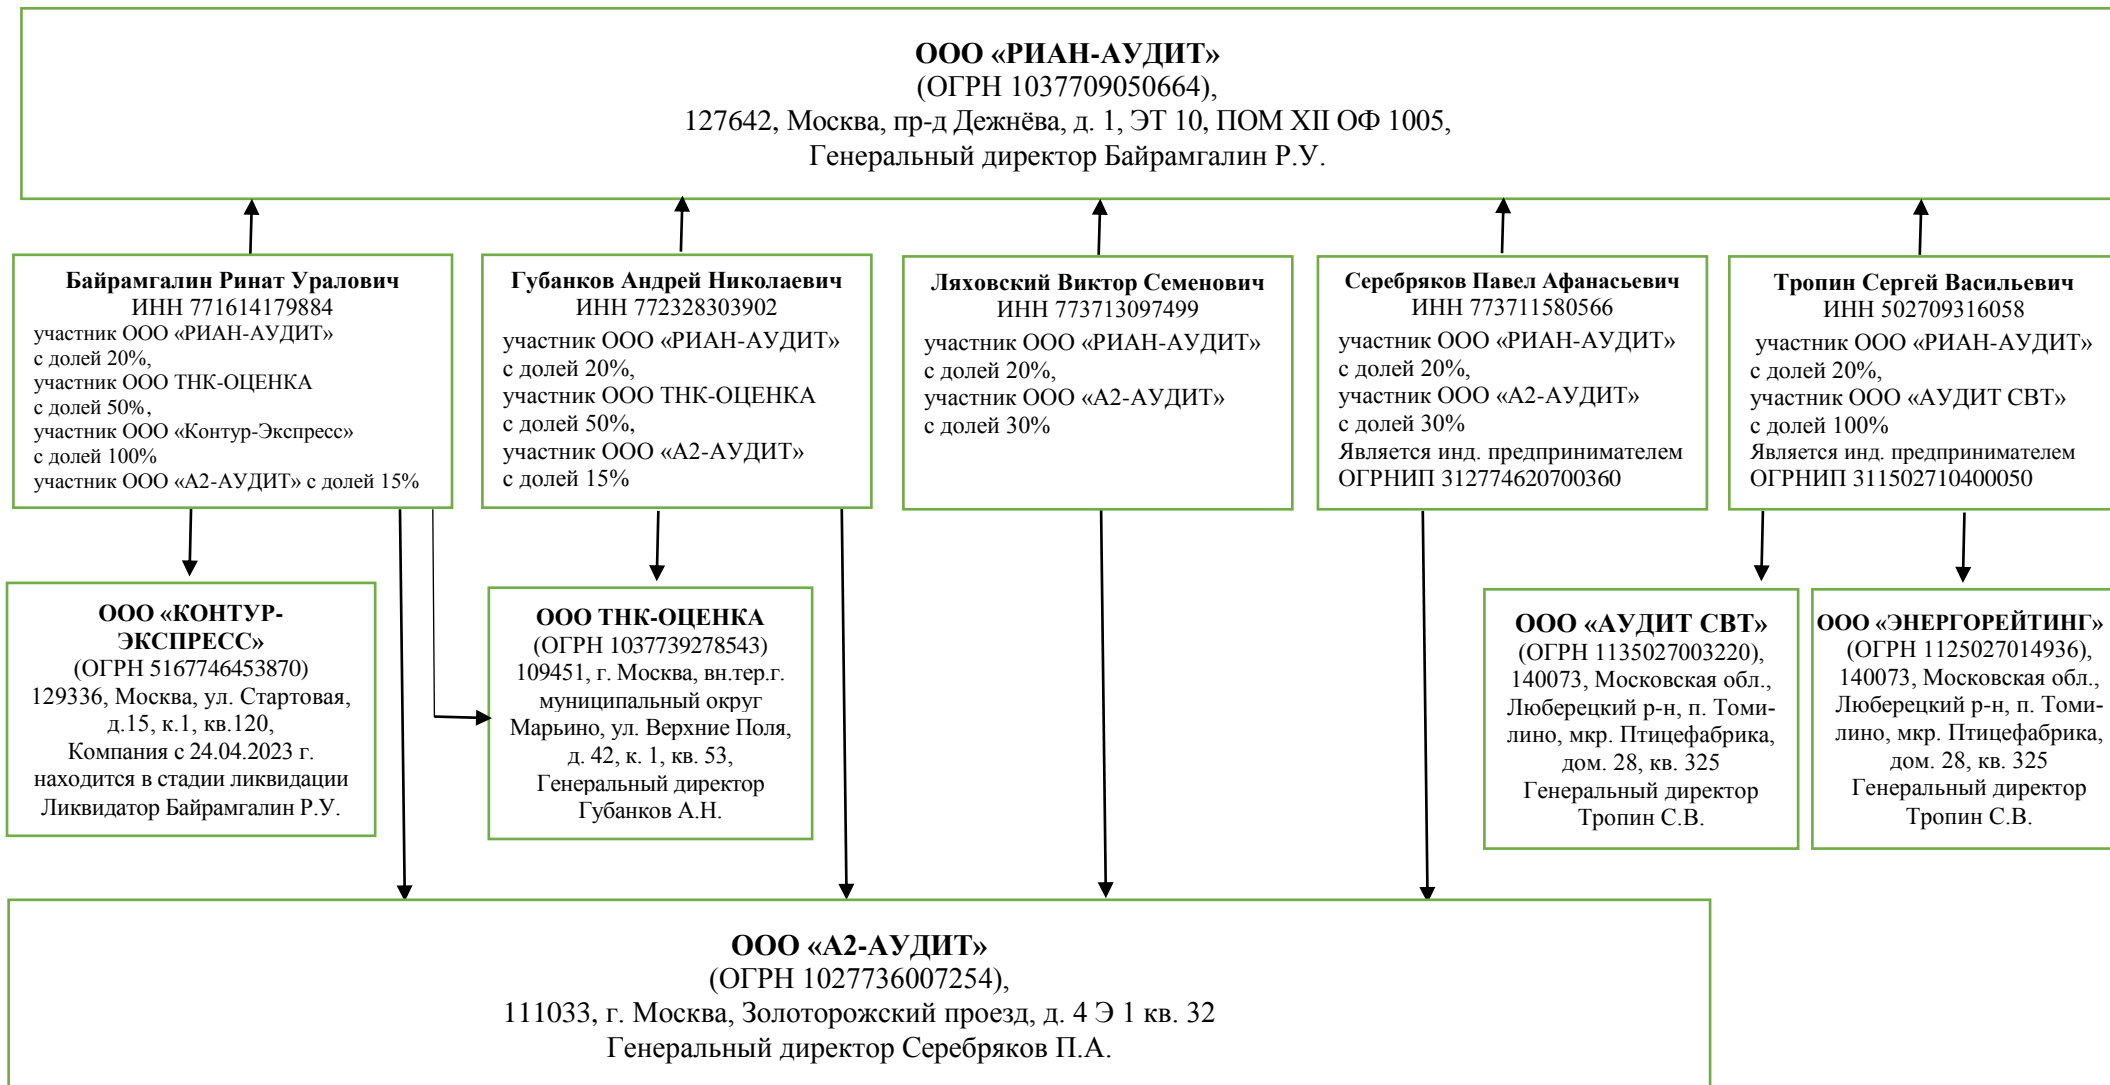 ООО «РИАН-АУДИТ»
(ОГРН 1037709050664),
127642, Москва, пр-д Дежнёва, д. 1, ЭТ 10, ПОМ XII ОФ 1005,
Генеральный директор Байрамгалин Р.У.
Байрамгалин Ринат Уралович
ИНН 771614179884
участник ООО «РИАН-АУДИТ»
с долей 20%,
участник ООО ТНК-ОЦЕНКА
с долей 50%,
участник ООО «Контур-Экспресс»
с долей 100%
участник ООО «А2-АУДИТ» с долей 15%
Губанков Андрей Николаевич
ИНН 772328303902
участник ООО «РИАН-АУДИТ»
с долей 20%,
участник ООО ТНК-ОЦЕНКА
с долей 50%,
участник ООО «А2-АУДИТ»
с долей 15%
Ляховский Виктор Семенович
ИНН 773713097499
участник ООО «РИАН-АУДИТ»
с долей 20%,
участник ООО «А2-АУДИТ»
с долей 30%
Серебряков Павел Афанасьевич
ИНН 773711580566
участник ООО «РИАН-АУДИТ»
с долей 20%,
участник ООО «А2-АУДИТ»
с долей 30%
Является инд. предпринимателем
ОГРНИП 312774620700360
Тропин Сергей Васильевич
ИНН 502709316058
участник ООО «РИАН-АУДИТ»
с долей 20%,
участник ООО «АУДИТ СВТ»
с долей 100%
Является инд. предпринимателем
ОГРНИП 311502710400050
ООО «КОНТУР-
ЭКСПРЕСС»
(ОГРН 5167746453870)
129336, Москва, ул. Стартовая,
д.15, к.1, кв.120,
Компания с 24.04.2023 г.
находится в стадии ликвидации
Ликвидатор Байрамгалин Р.У.
ООО ТНК-ОЦЕНКА
(ОГРН 1037739278543)
109451, г. Москва, вн.тер.г.
муниципальный округ
Марьино, ул. Верхние Поля,
д. 42, к. 1, кв. 53,
Генеральный директор
Губанков А.Н.
ООО «АУДИТ СВТ»
(ОГРН 1135027003220),
140073, Московская обл.,
Люберецкий р-н, п. Томи-
лино, мкр. Птицефабрика,
дом. 28, кв. 325
Генеральный директор
Тропин С.В.
ООО «ЭНЕРГОРЕЙТИНГ»
(ОГРН 1125027014936),
140073, Московская обл.,
Люберецкий р-н, п. Томи-
лино, мкр. Птицефабрика,
дом. 28, кв. 325
Генеральный директор
Тропин С.В.
ООО «А2-АУДИТ»
(ОГРН 1027736007254),
111033, г. Москва, Золоторожский проезд, д. 4 Э 1 кв. 32
Генеральный директор Серебряков П.А.